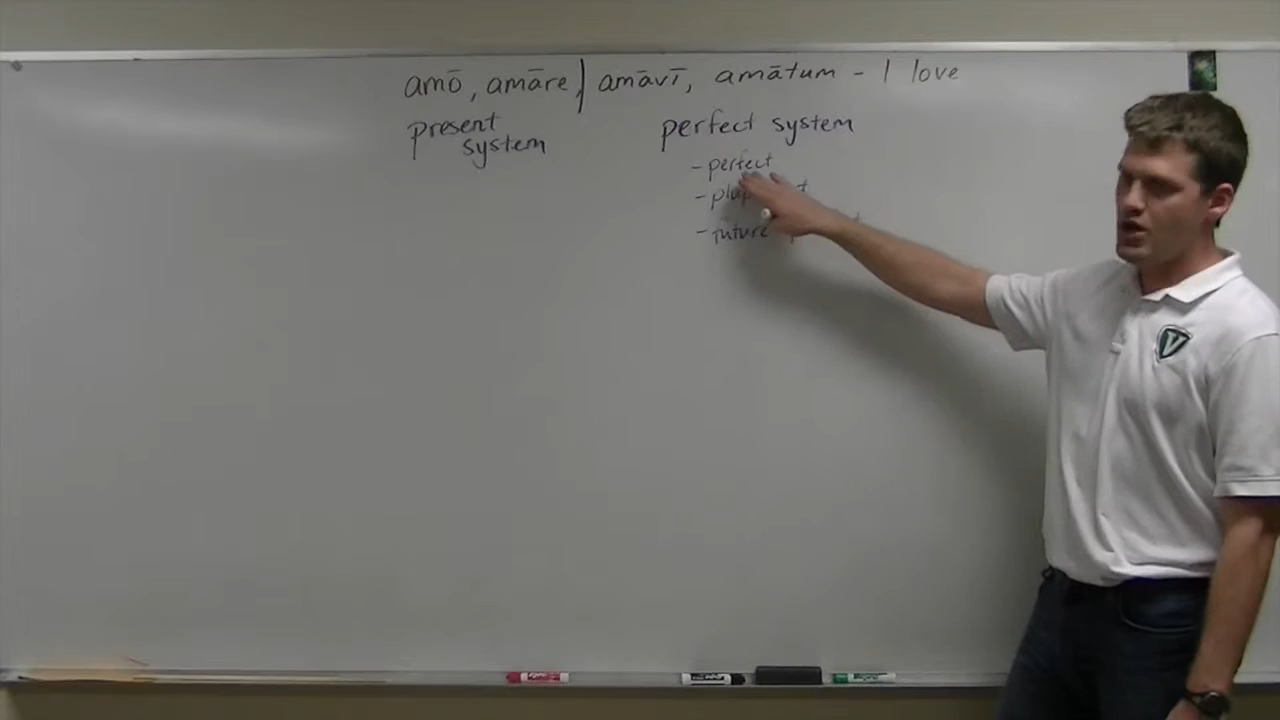 amō, amāre | amāvī, amātum - I love
present
system
perfect system
- perfect
-
- future
V